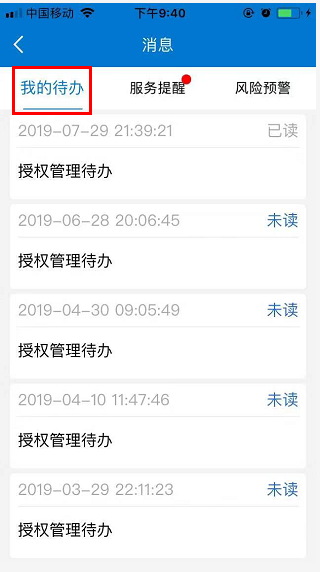 中国移动 下午9:40
消息
我的待办 服务提醒 风险预警
2019-07-29 21:39:21 已读
授权管理待办
2019-06-28 20:06:45 未读
授权管理待办
2019-04-30 09:05:49 未读
授权管理待办
2019-04-10 11:47:46 未读
授权管理待办
2019-03-29 22:11:23 未读
授权管理待办